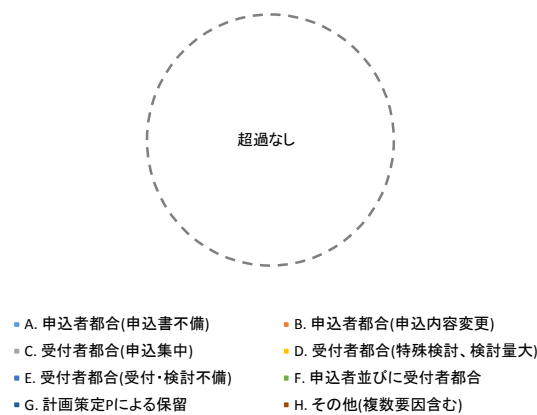 超過なし
A. 申込者都合(申込書不備)
B. 申込者都合(申込内容変更)
C. 受付者都合(申込集中)
D. 受付者都合(特殊検討、検討量大)
E. 受付者都合(受付・検討不備)
F. 申込者並びに受付者都合
G. 計画策定Pによる保留
H. その他(複数要因含む)